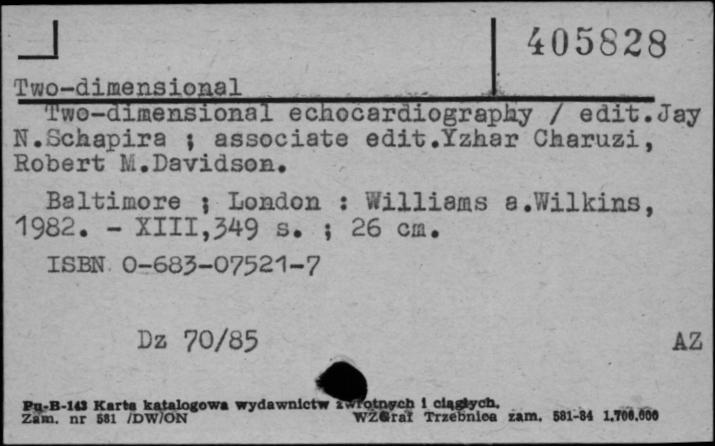 405828
Two-dimensional
Two-dimensional echocardiography / edit.Jay
N.Schapira ; associate edit.Yzhar Charuzi,
Robert M.Davidson.
Baltimore ; London : Williams a.Wilkins,
1982. - XIII,349 s. ; 26 cm.
ISBN 0-683-07521-7
Dz 70/85 AZ
Pu-B-143 Karta katalogowa wydawnictw zwrotnych i ciągłych.
Zam. nr 581 /DW/ON WZGraf Trzebnica zam. 581-84 1.700.000